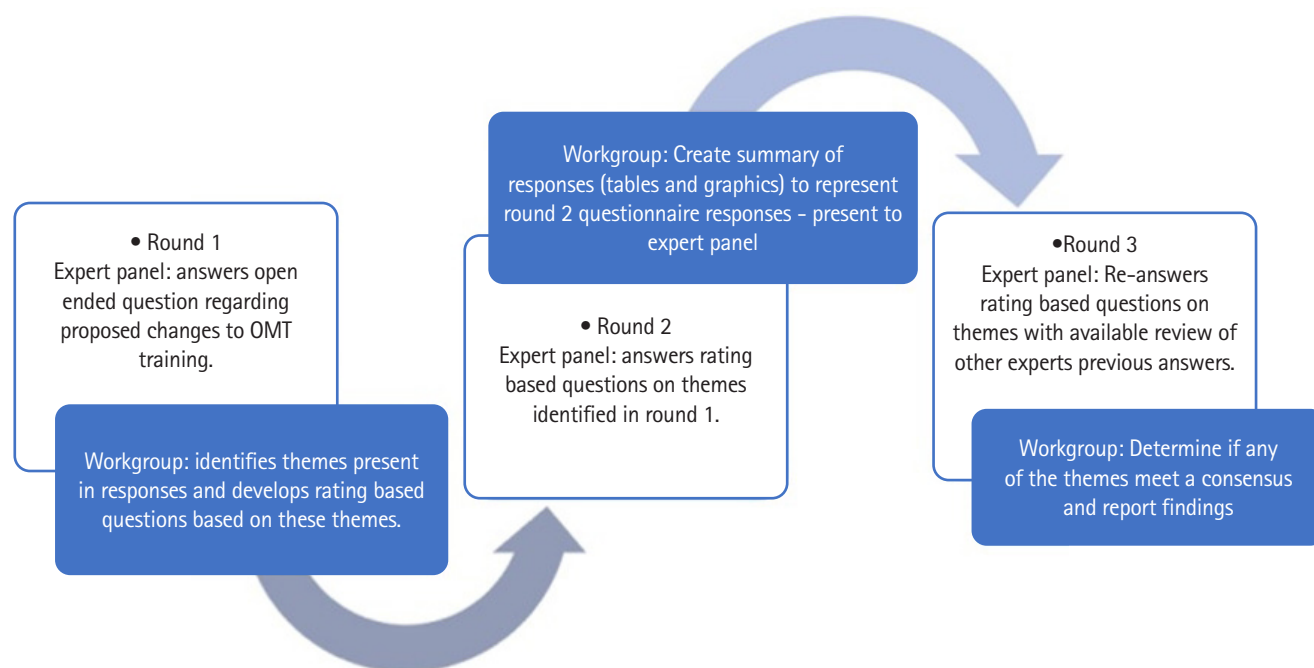 • Round 1
Expert panel: answers open
ended question regarding
proposed changes to OMT
training.
Workgroup: identifies themes present
in responses and develops rating based
questions based on these themes.
Workgroup: Create summary of
responses (tables and graphics) to represent
round 2 questionnaire responses - present to
expert panel
• Round 2
Expert panel: answers rating
based questions on themes
identified in round 1.
•Round 3
Expert panel: Re-answers
rating based questions on
themes with available review of
other experts previous answers.
Workgroup: Determine if any
of the themes meet a consensus
and report findings